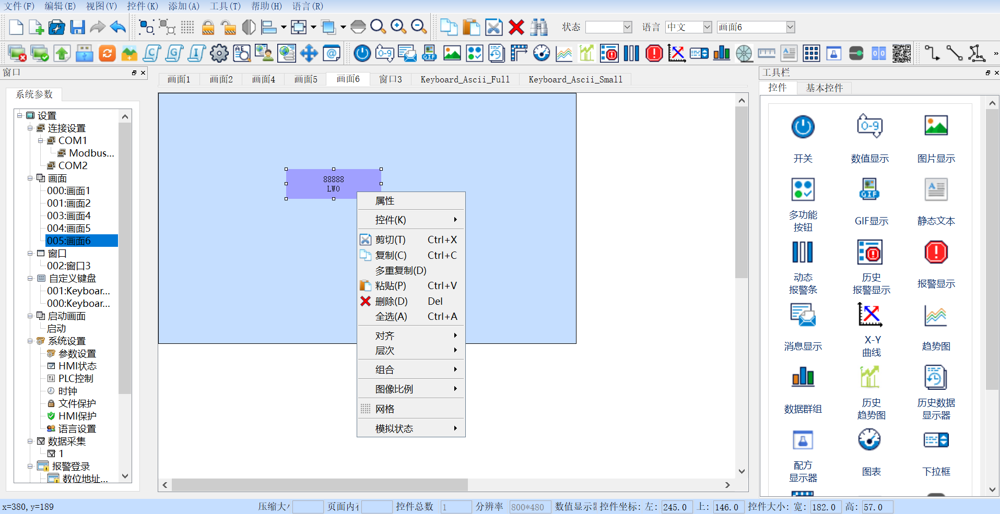 文件(F) 编辑(E) 视图(V) 控件(K) 添加(A) 工具(T) 帮助(H) 语言(R)
状态 语言 中文 画面6
窗口
系统参数
设置
连接设置
COM1
Modbus...
COM2
画面
000:画面1
001:画面2
003:画面4
004:画面5
005:画面6
窗口
002:窗口3
自定义键盘
001:Keyboar...
000:Keyboar...
启动画面
启动
系统设置
参数设置
HMI状态
PLC控制
时钟
文件保护
HMI保护
语言设置
数据采集
1
报警登录
数位地址...
画面1 画面2 画面4 画面5 画面6 窗口3 Keyboard_Ascii_Full Keyboard_Ascii_Small
88888
LW0
属性
控件(K)
剪切(T) Ctrl+X
复制(C) Ctrl+C
多重复制(D)
粘贴(P) Ctrl+V
删除(D) Del
全选(A) Ctrl+A
对齐
层次
组合
图像比例
网格
模拟状态
工具栏
控件 基本控件
0-9
开关 数值显示 图片显示
GIF
多功能
按钮
GIF显示 静态文本
动态
报警条
历史
报警显示
报警显示
消息显示
X-Y
曲线
趋势图
数据群组
历史
趋势图
历史数据
显示器
配方
显示器
图表 下拉框
x=380,y=189 压缩大 页面内 控件总数 1 分辨率 800*480 数值显示 控件坐标: 左: 245.0 上: 146.0 控件大小: 宽: 182.0 高: 57.0